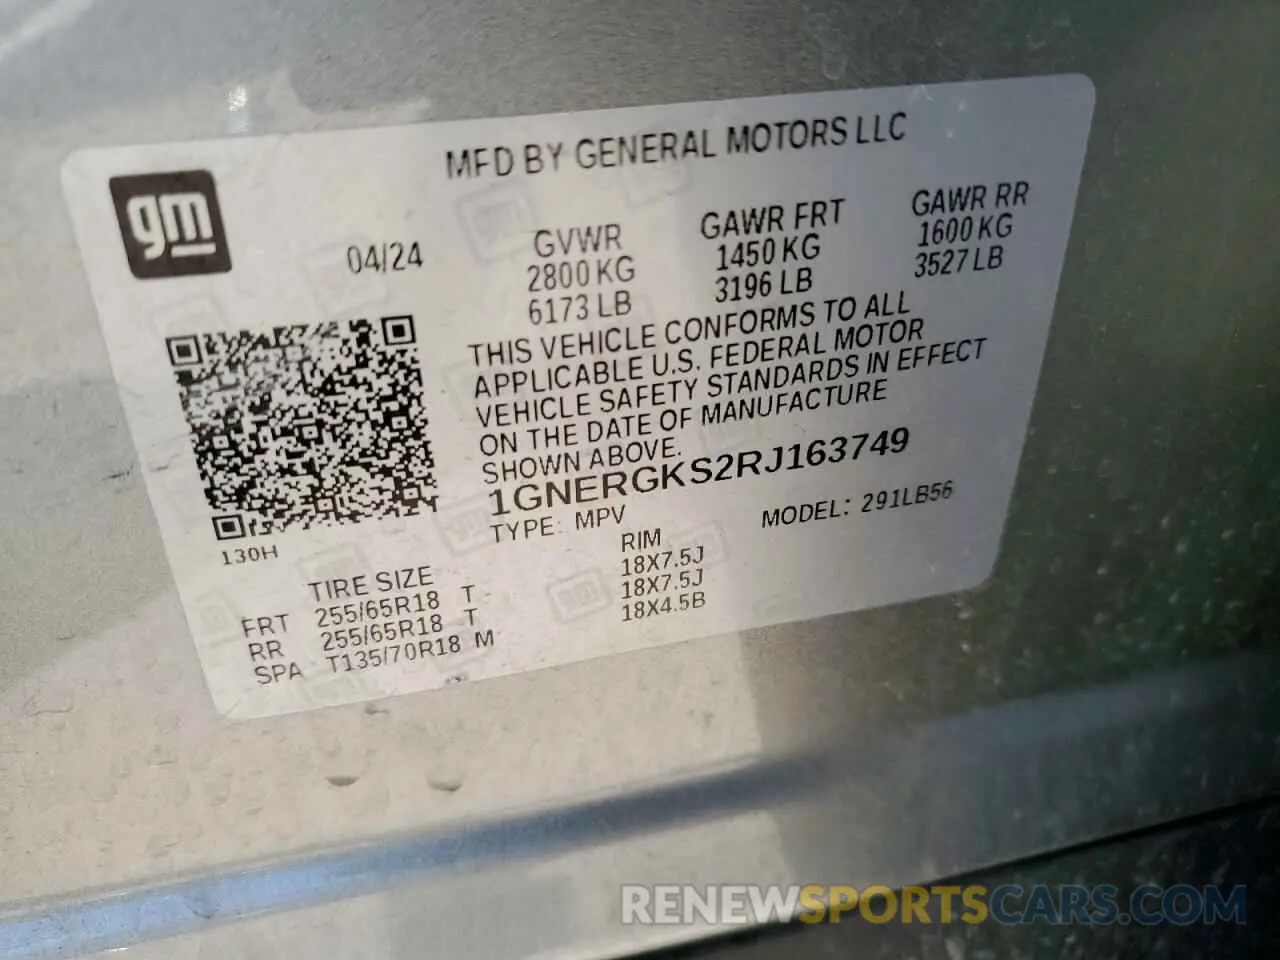 MFD BY GENERAL MOTORS LLC
gm
04/24
GVWR
2800 KG
6173 LB
GAWR FRT
1450 KG
3196 LB
GAWR RR
1600 KG
3527 LB
THIS VEHICLE CONFORMS TO ALL
APPLICABLE U.S. FEDERAL MOTOR
VEHICLE SAFETY STANDARDS IN EFFECT
ON THE DATE OF MANUFACTURE
SHOWN ABOVE.
1GNERGKS2RJ163749
TYPE: MPV
MODEL: 291LB56
130H
TIRE SIZE
RIM
FRT 255/65R18 T 18X7.5J
RR 255/65R18 T 18X7.5J
SPA T135/70R18 M 18X4.5B
RENEWSPORTSCARS.COM